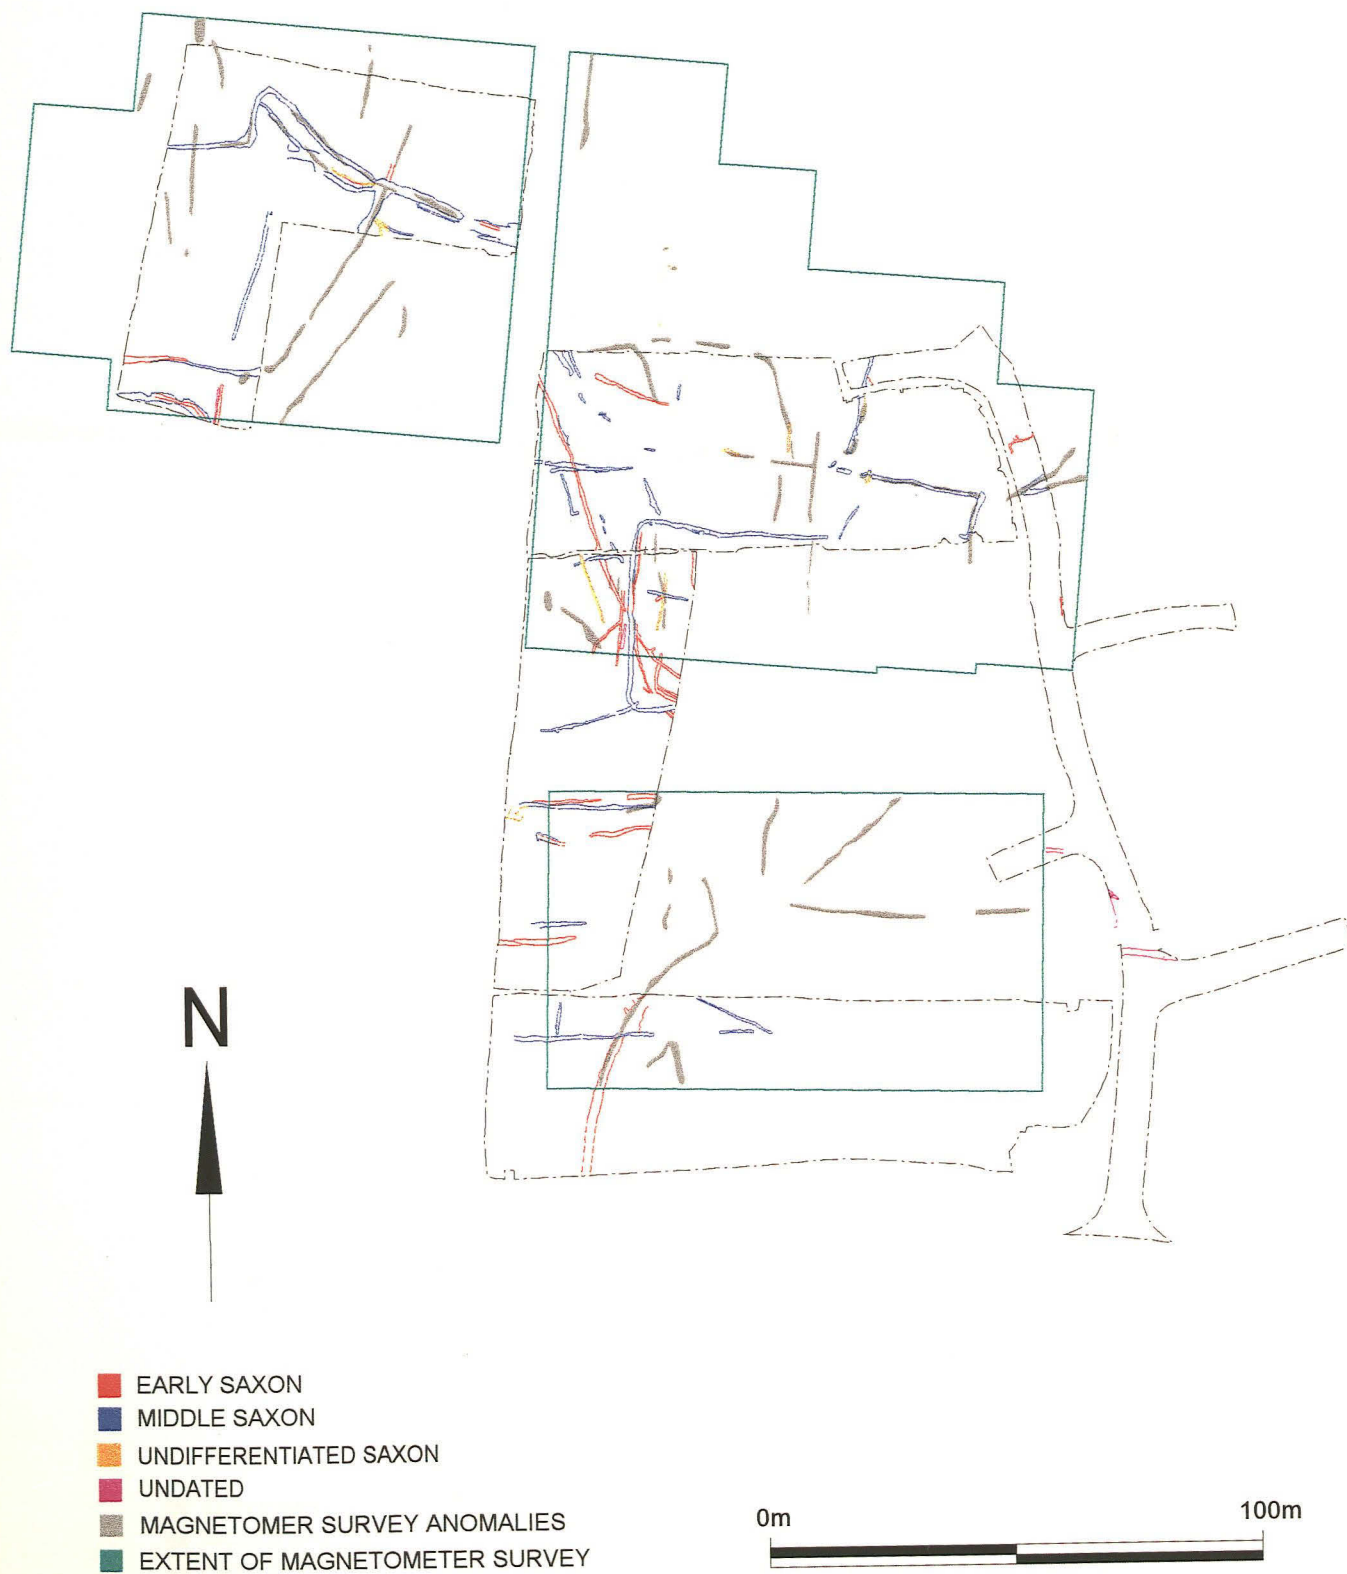 N
EARLY SAXON
MIDDLE SAXON
UNDIFFERENTIATED SAXON
UNDATED
MAGNETOMER SURVEY ANOMALIES
EXTENT OF MAGNETOMETER SURVEY
0m 100m